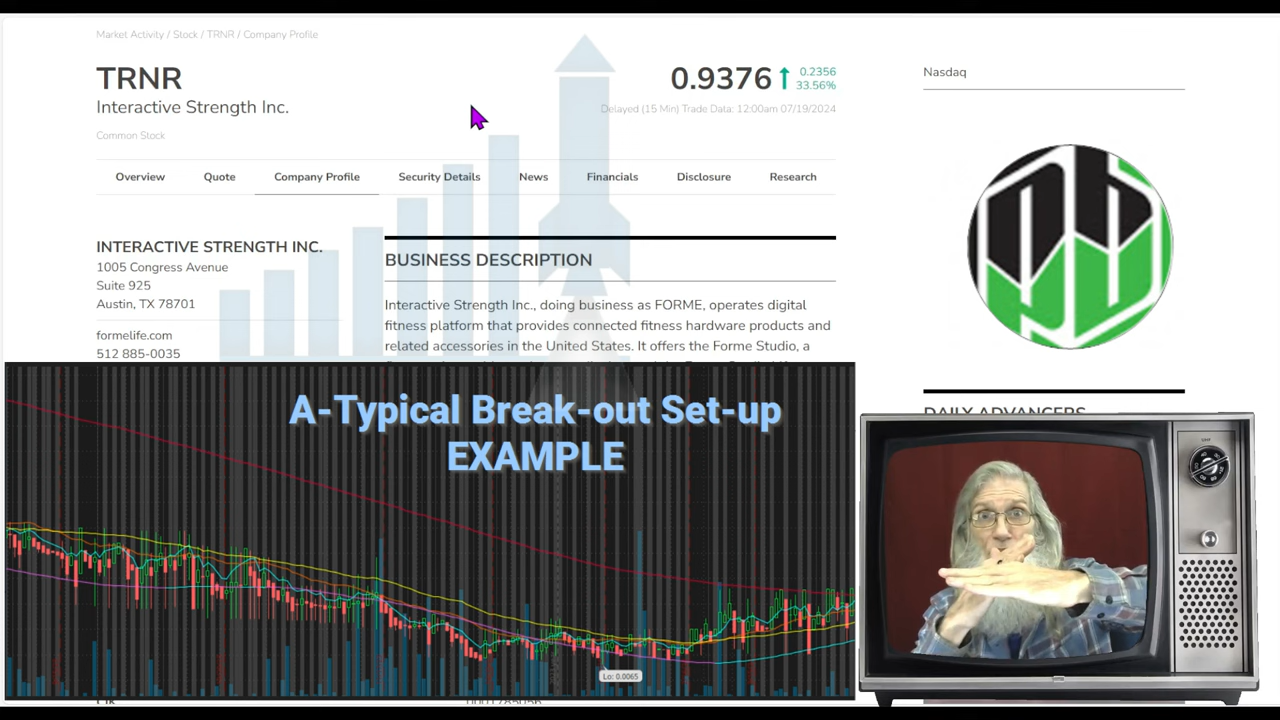 Market Activity / Stock / TRNR / Company Profile
TRNR
Interactive Strength Inc.
Common Stock
0.9376
0.2356
33.56%
Delayed (15 Min) Trade Data: 12:00am 07/19/2024
Nasdaq
Overview Quote Company Profile Security Details News Financials Disclosure Research
INTERACTIVE STRENGTH INC.
1005 Congress Avenue
Suite 925
Austin, TX 78701
formelife.com
512 885-0035
BUSINESS DESCRIPTION
Interactive Strength Inc., doing business as FORME, operates digital
fitness platform that provides connected fitness hardware products and
related accessories in the United States. It offers the Forme Studio, a
DAILY ADVANCERS
A-Typical Break-out Set-up
EXAMPLE
Lo: 0.0065